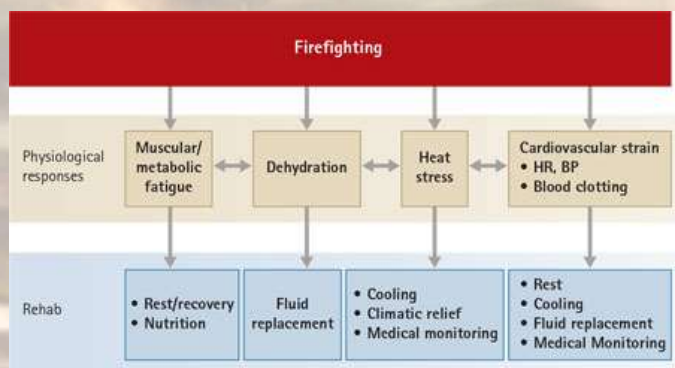 Firefighting
Physiological
responses
Muscular/
metabolic
fatigue
Dehydration
Heat
stress
Cardiovascular strain
• HR, BP
• Blood clotting
Rehab
• Rest/recovery
• Nutrition
Fluid
replacement
• Cooling
• Climatic relief
• Medical monitoring
• Rest
• Cooling
• Fluid replacement
• Medical Monitoring